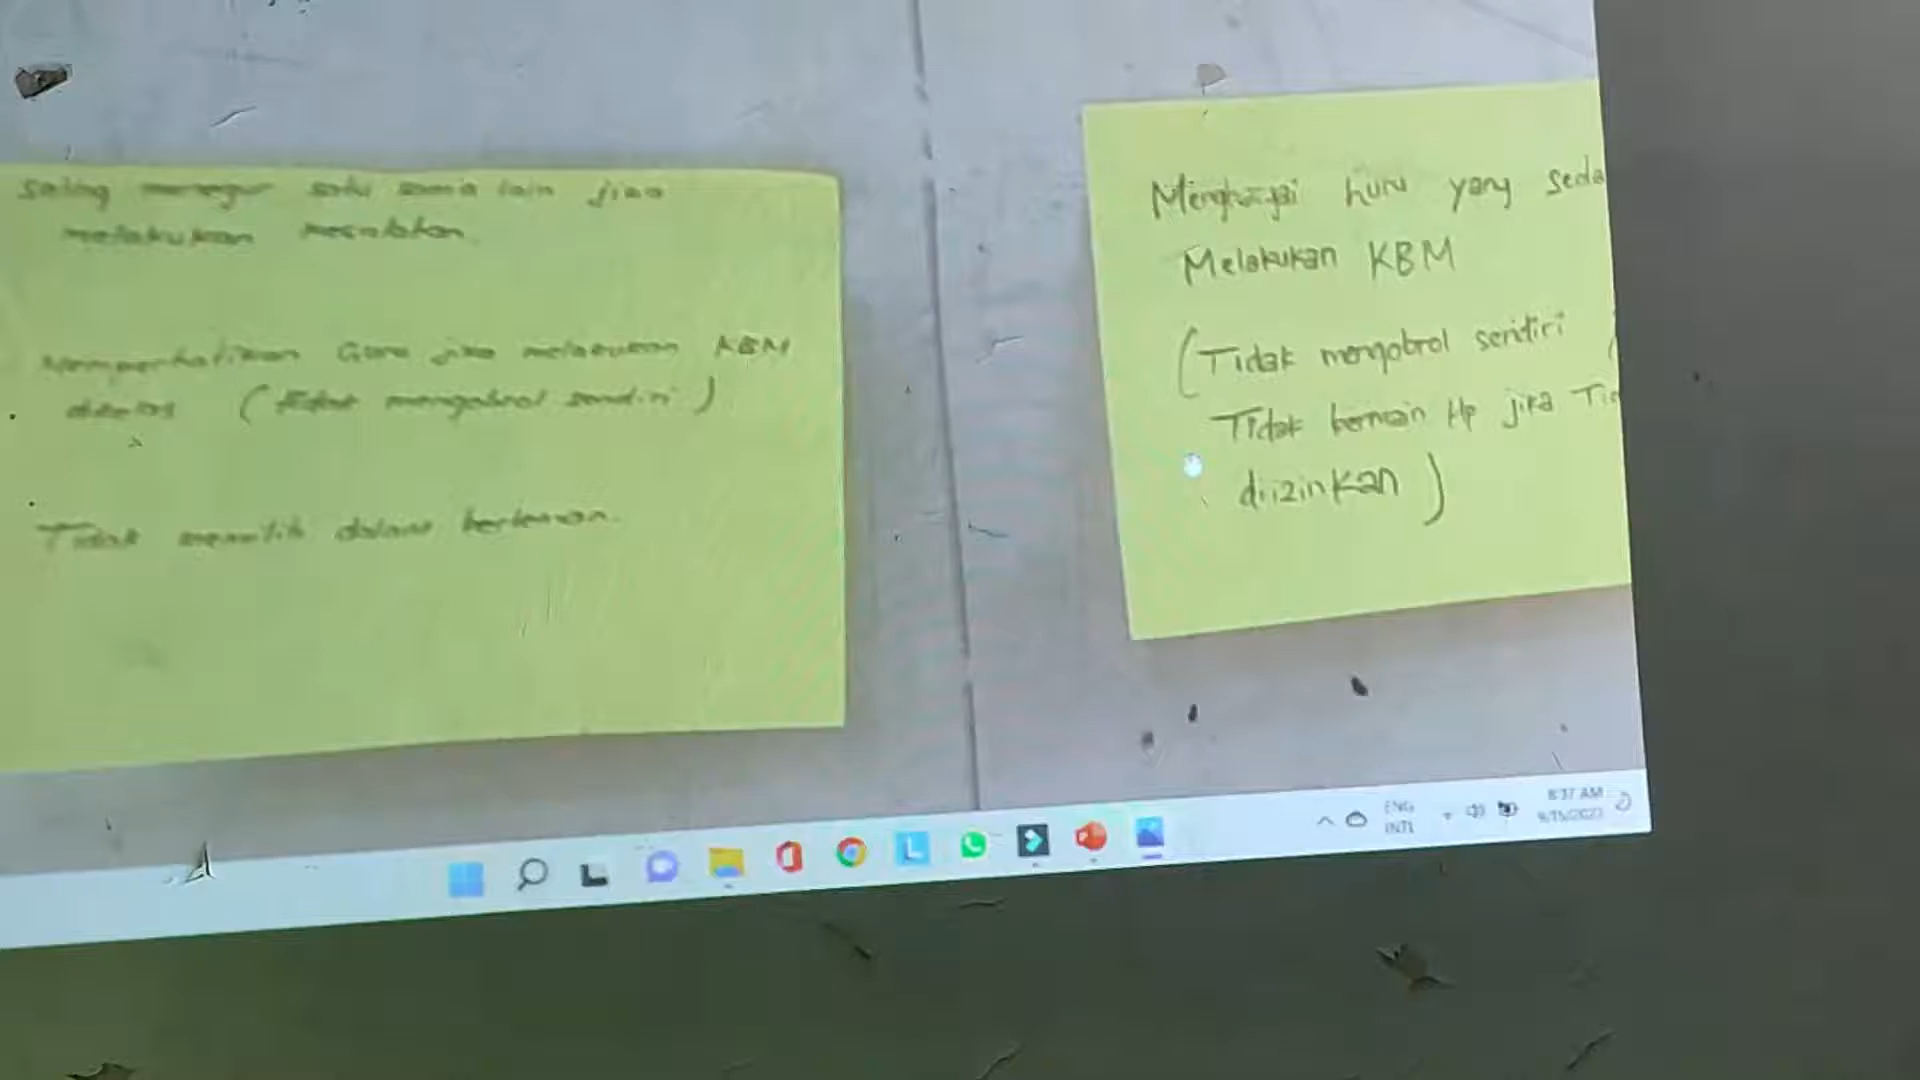 Saling menegur satu sama lain jika
melakukan kesalahan.
Memperhatikan Guru jika melakukan KBM
(tidak mengobrol sendiri)
Tidak memilih dalam berteman.
Menghargai huru yang seda
Melakukan KBM
(Tidak mengobrol sendiri
Tidak bermain Hp jika Tid
diizinkan)
ENG
INTL
8:37 AM